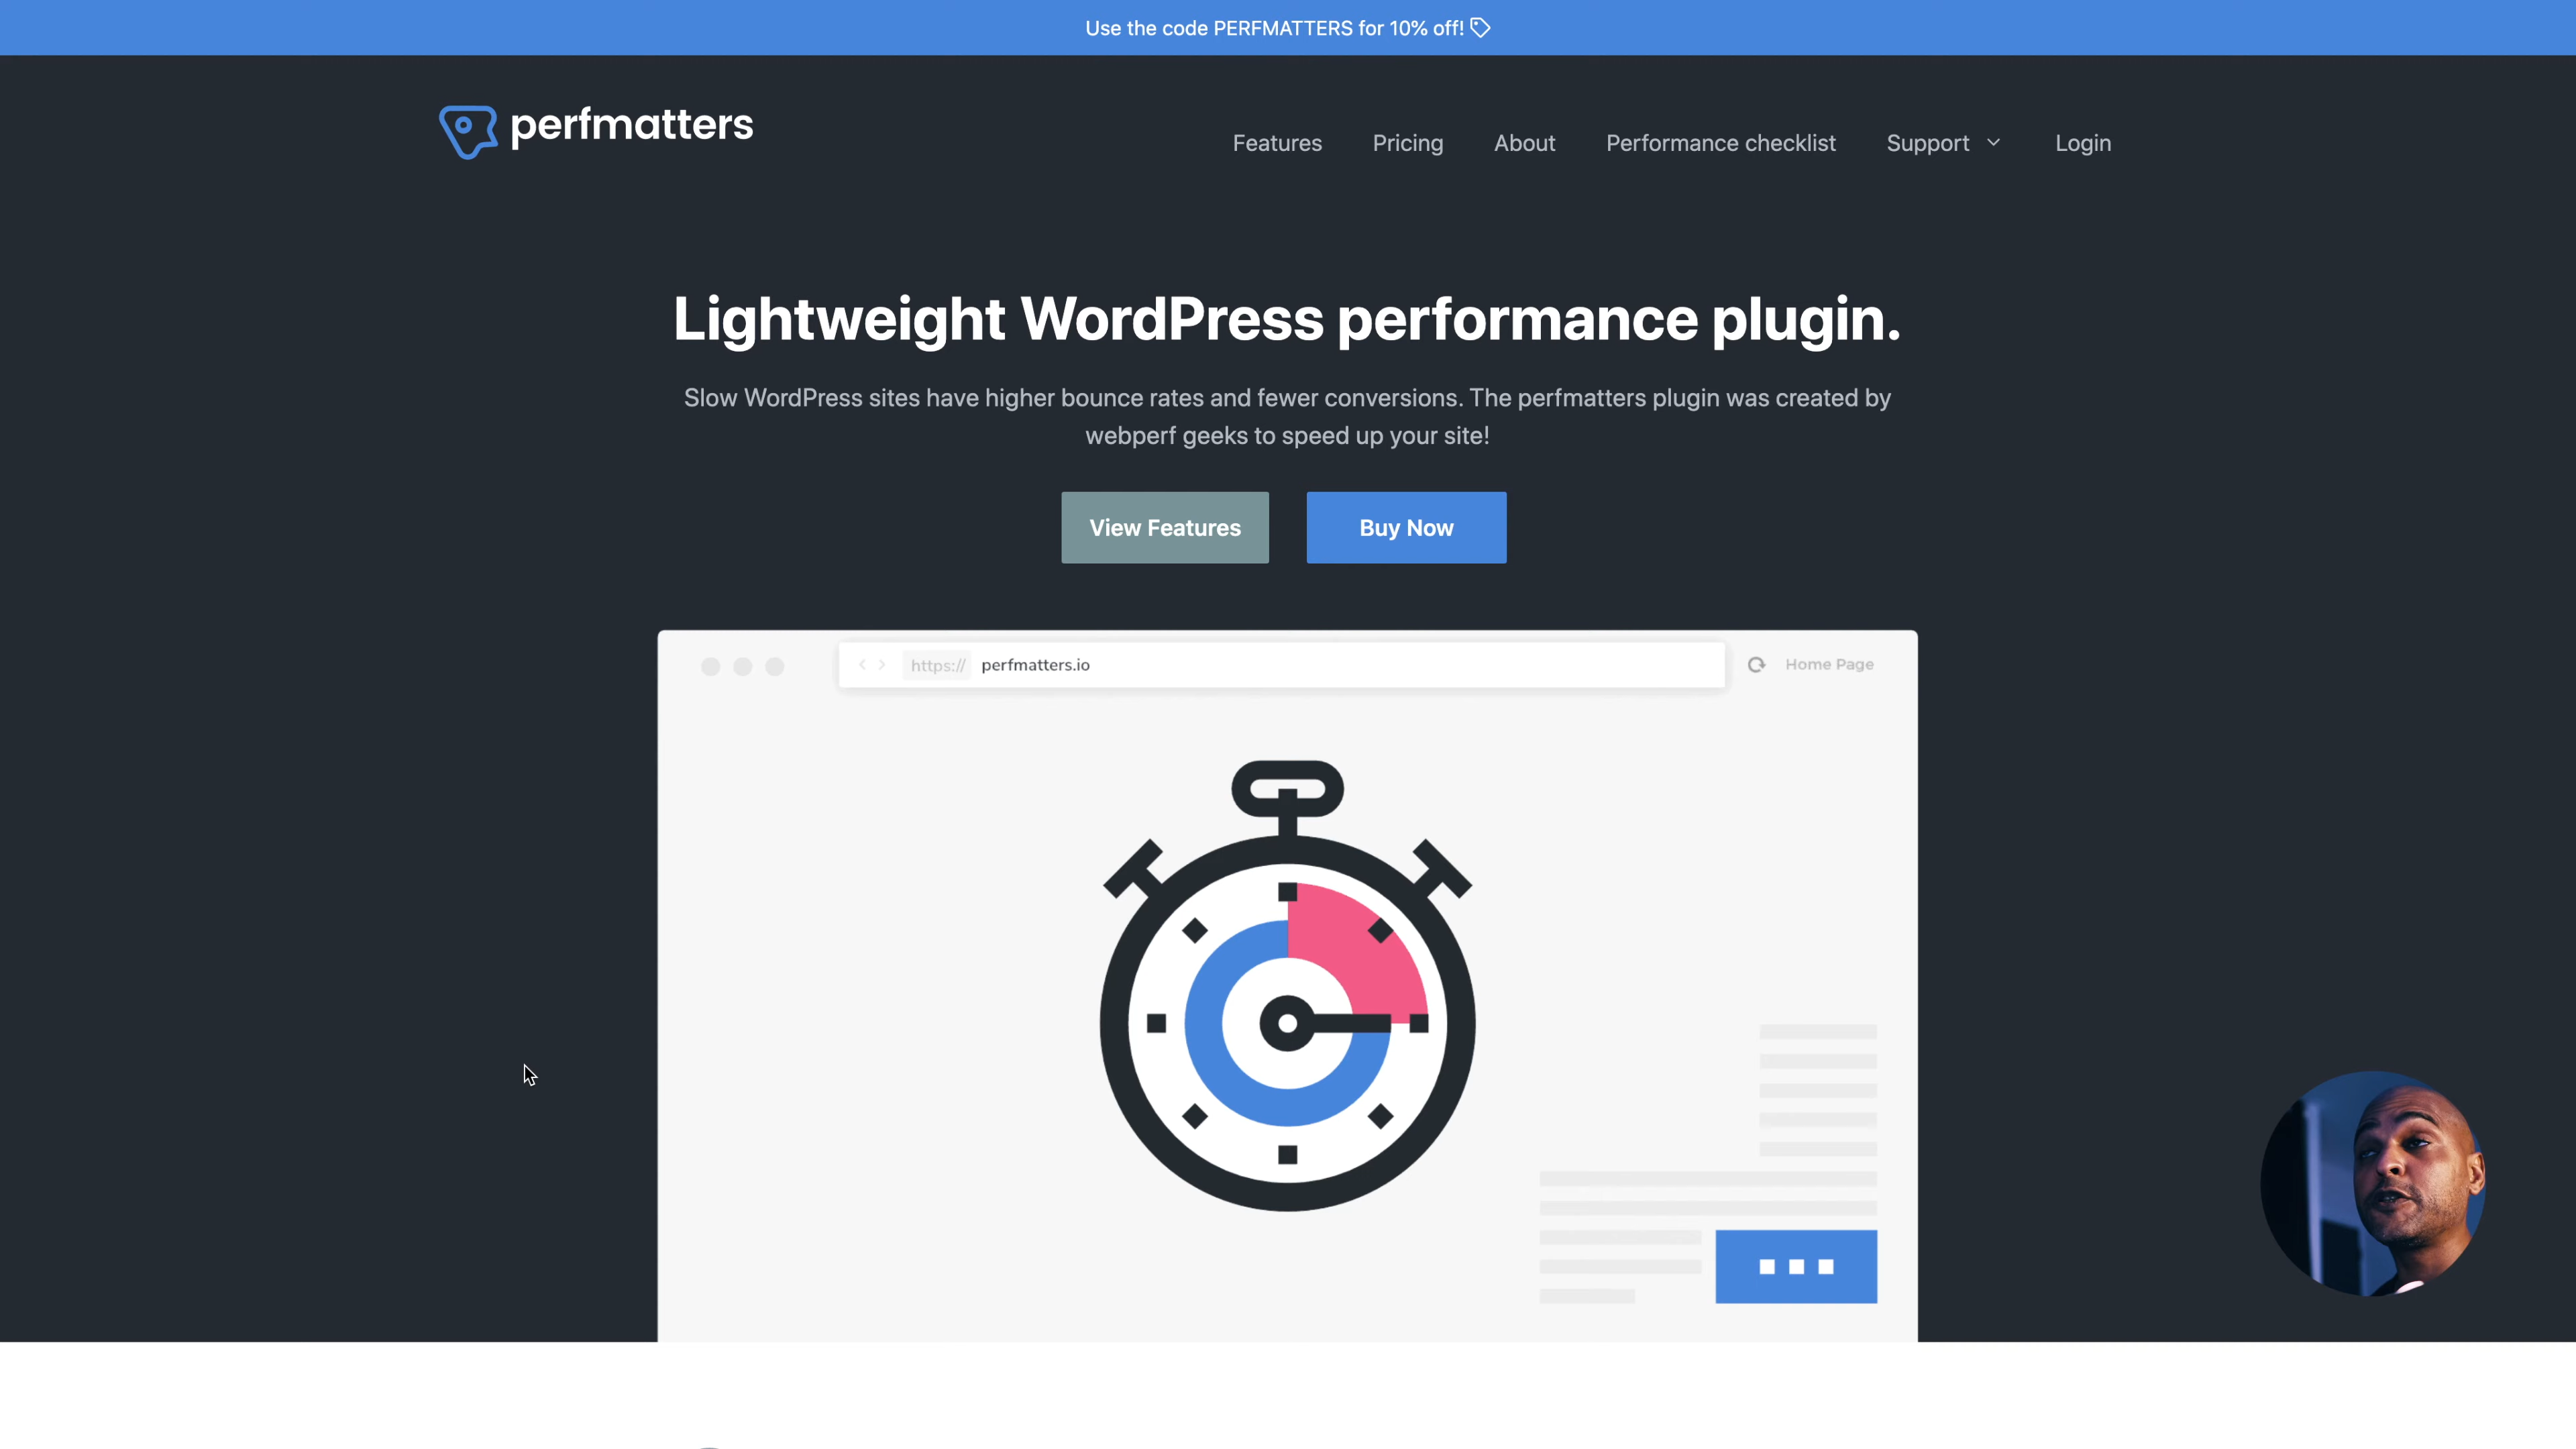 Use the code PERFMATTERS for 10% off!
perfmatters
Features Pricing About Performance checklist Support Login
Lightweight WordPress performance plugin.
Slow WordPress sites have higher bounce rates and fewer conversions. The perfmatters plugin was created by
webperf geeks to speed up your site!
View Features Buy Now
https:// perfmatters.io Home Page